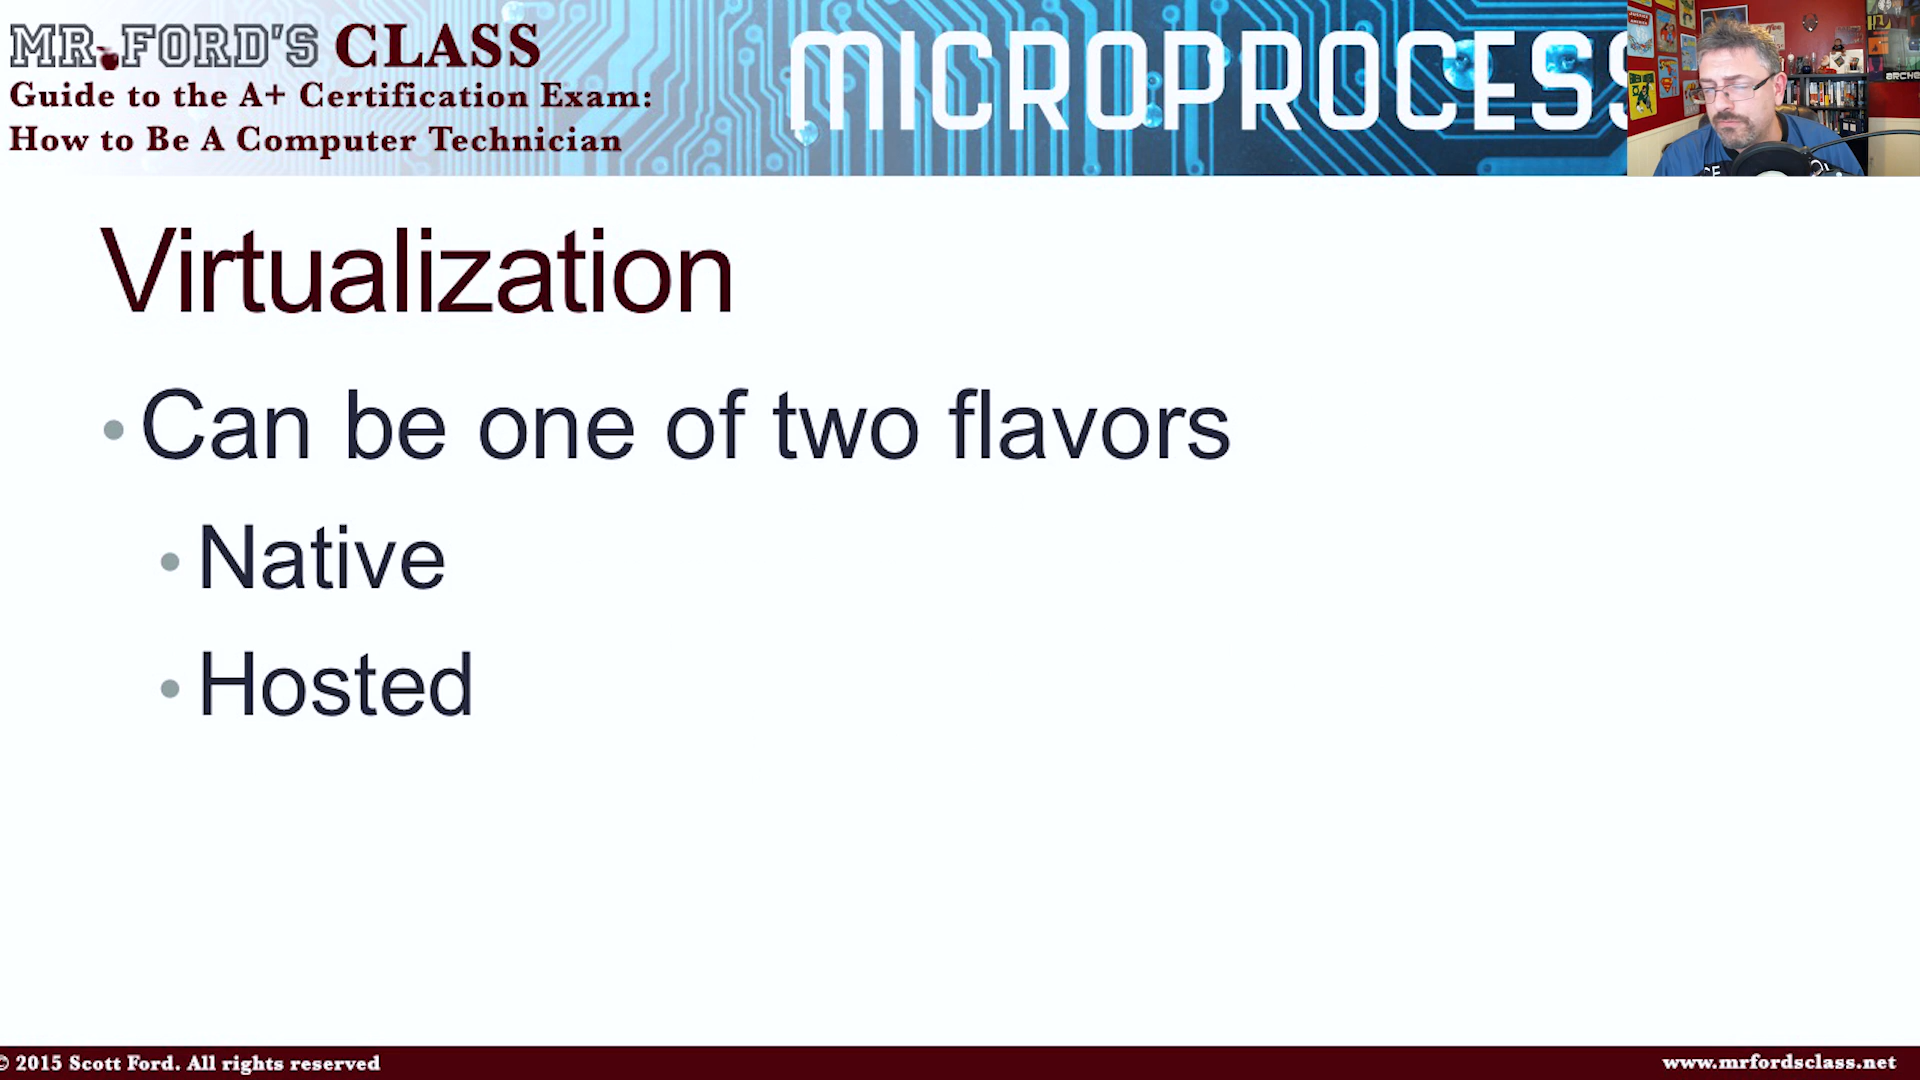 MR. FORD'S CLASS
Guide to the A+ Certification Exam:
How to Be A Computer Technician
MICROPROCESS
Virtualization
• Can be one of two flavors
• Native
• Hosted
© 2015 Scott Ford. All rights reserved
www.mrfordsclass.net